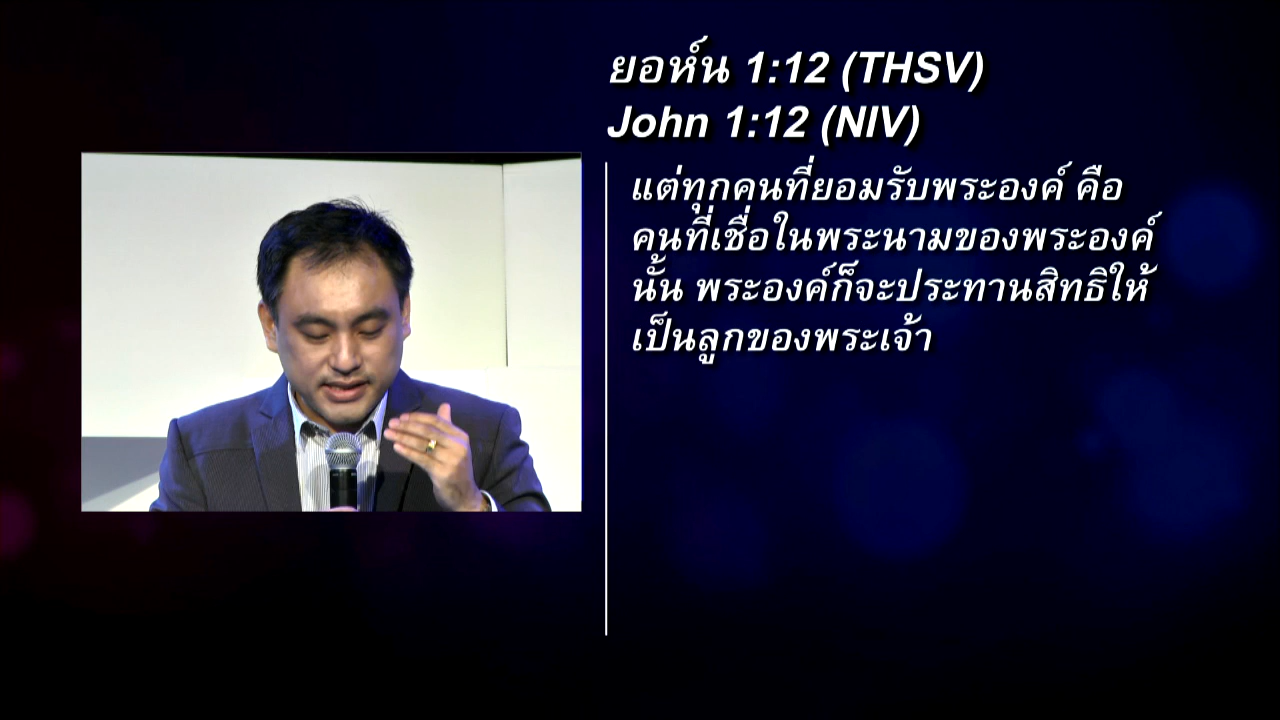 ยอห์น 1:12 (THSV)
John 1:12 (NIV)
แต่ทุกคนที่ยอมรับพระองค์ คือ
คนที่เชื่อในพระนามของพระองค์
นั้น พระองค์ก็จะประทานสิทธิให้
เป็นลูกของพระเจ้า